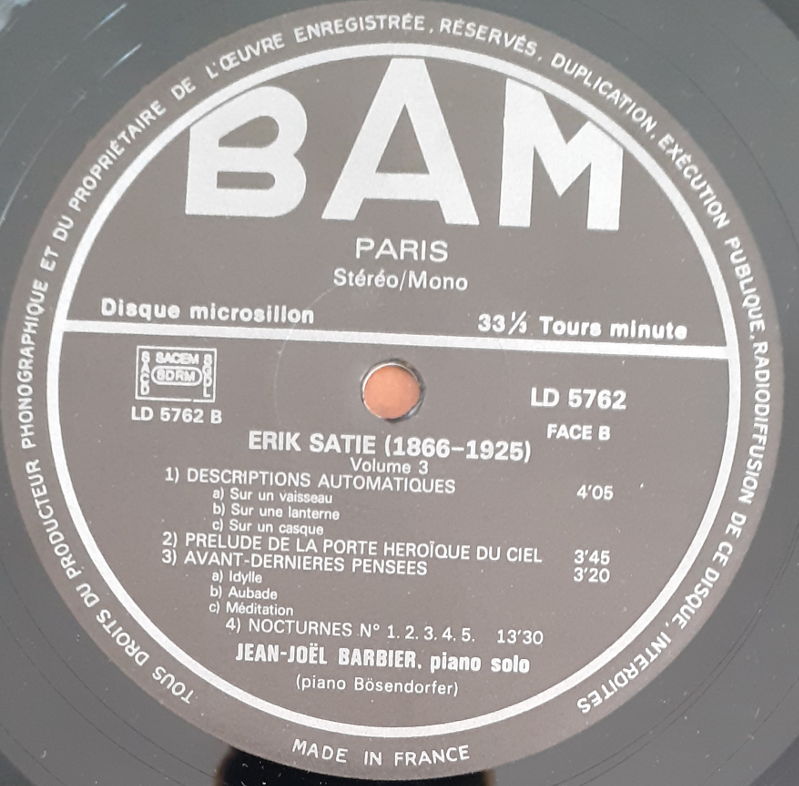 TOUS DROITS DU PRODUCTEUR PHONOGRAPHIQUE ET DU PROPRIÉTAIRE DE L'ŒUVRE ENREGISTRÉE, RÉSERVÉS, DUPLICATION, EXÉCUTION PUBLIQUE, RADIODIFFUSION DE CE DISQUE, INTERDITES
BAM
PARIS
Stéréo/Mono
Disque microsillon
33⅓ Tours minute
SACD SACEM SGDL
SDRM
LD 5762 B
LD 5762
FACE B
ERIK SATIE (1866–1925)
Volume 3
1) DESCRIPTIONS AUTOMATIQUES 4'05
a) Sur un vaisseau
b) Sur une lanterne
c) Sur un casque
2) PRELUDE DE LA PORTE HEROÏQUE DU CIEL 3'45
3) AVANT-DERNIERES PENSEES 3'20
a) Idylle
b) Aubade
c) Méditation
4) NOCTURNES N° 1. 2. 3. 4. 5. 13'30
JEAN-JOËL BARBIER, piano solo
(piano Bösendorfer)
MADE IN FRANCE